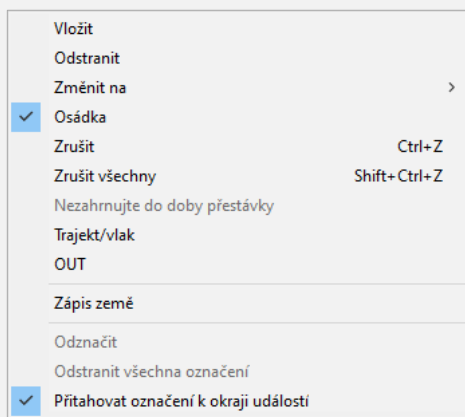 Vložit
Odstranit
Změnit na
Osádka
Zrušit Ctrl+Z
Zrušit všechny Shift+Ctrl+Z
Nezahrnujte do doby přestávky
Trajekt/vlak
OUT
Zápis země
Odznačit
Odstranit všechna označení
Přitahovat označení k okraji událostí